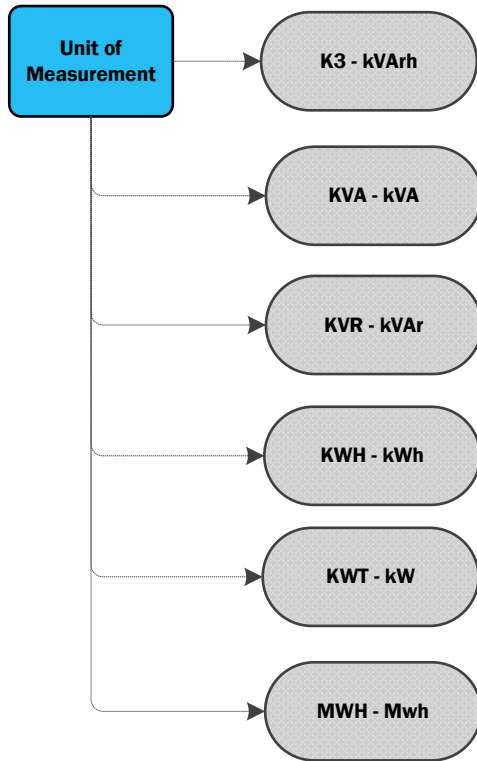 Unit of
Measurement
K3 - kVArh
KVA - kVA
KVR - kVAr
KWH - kWh
KWT - kW
MWH - Mwh